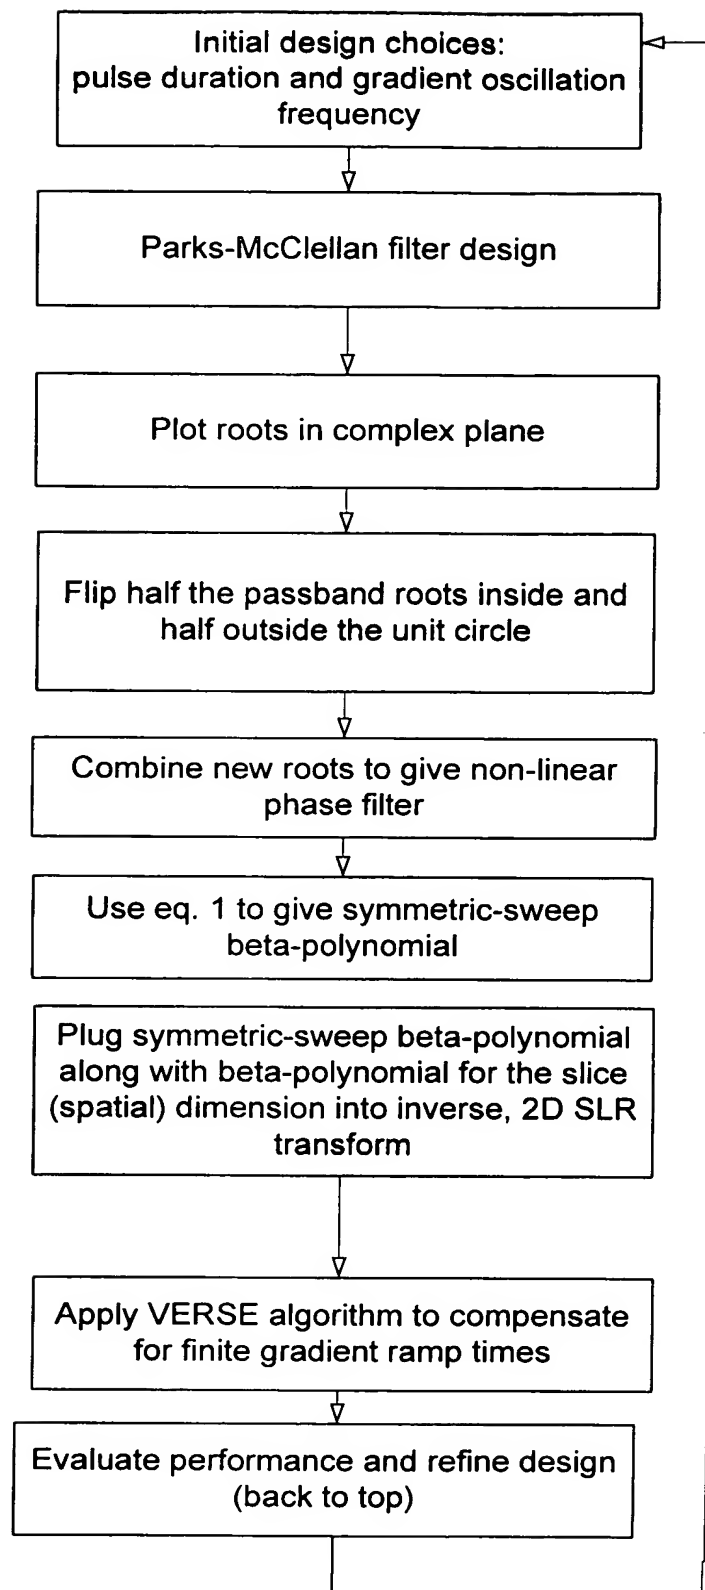 Initial design choices:
pulse duration and gradient oscillation
frequency
Parks-McClellan filter design
Plot roots in complex plane
Flip half the passband roots inside and
half outside the unit circle
Combine new roots to give non-linear
phase filter
Use eq. 1 to give symmetric-sweep
beta-polynomial
Plug symmetric-sweep beta-polynomial
along with beta-polynomial for the slice
(spatial) dimension into inverse, 2D SLR
transform
Apply VERSE algorithm to compensate
for finite gradient ramp times
Evaluate performance and refine design
(back to top)